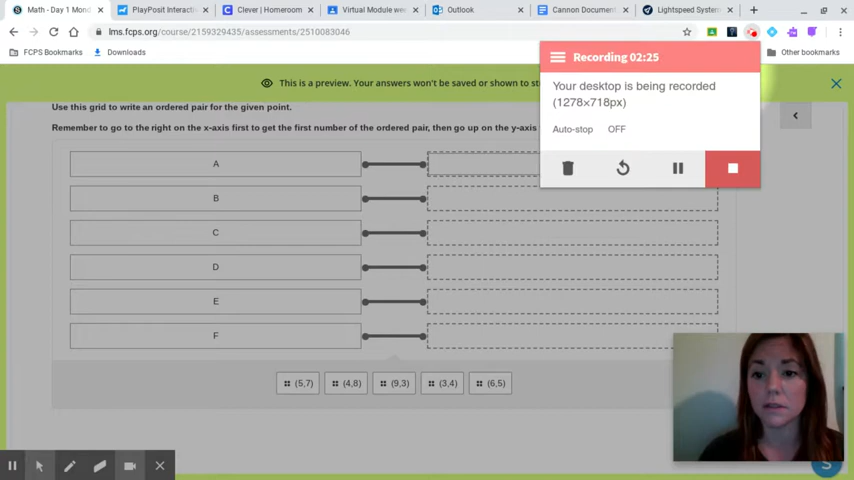 Math - Day 1 Mond
PlayPosit Interacti
Clever | Homeroom
Virtual Module wee
Outlook
Cannon Document
Lightspeed System
lms.fcps.org/course/2159329435/assessments/2510083046
FCPS Bookmarks
Downloads
Other bookmarks
Recording 02:25
This is a preview. Your answers won't be saved or shown to st
Your desktop is being recorded
(1278×718px)
Auto-stop OFF
Use this grid to write an ordered pair for the given point.
Remember to go to the right on the x-axis first to get the first number of the ordered pair, then go up on the y-axis
A
B
C
D
E
F
(5,7) (4,8) (9,3) (3,4) (6,5)
S